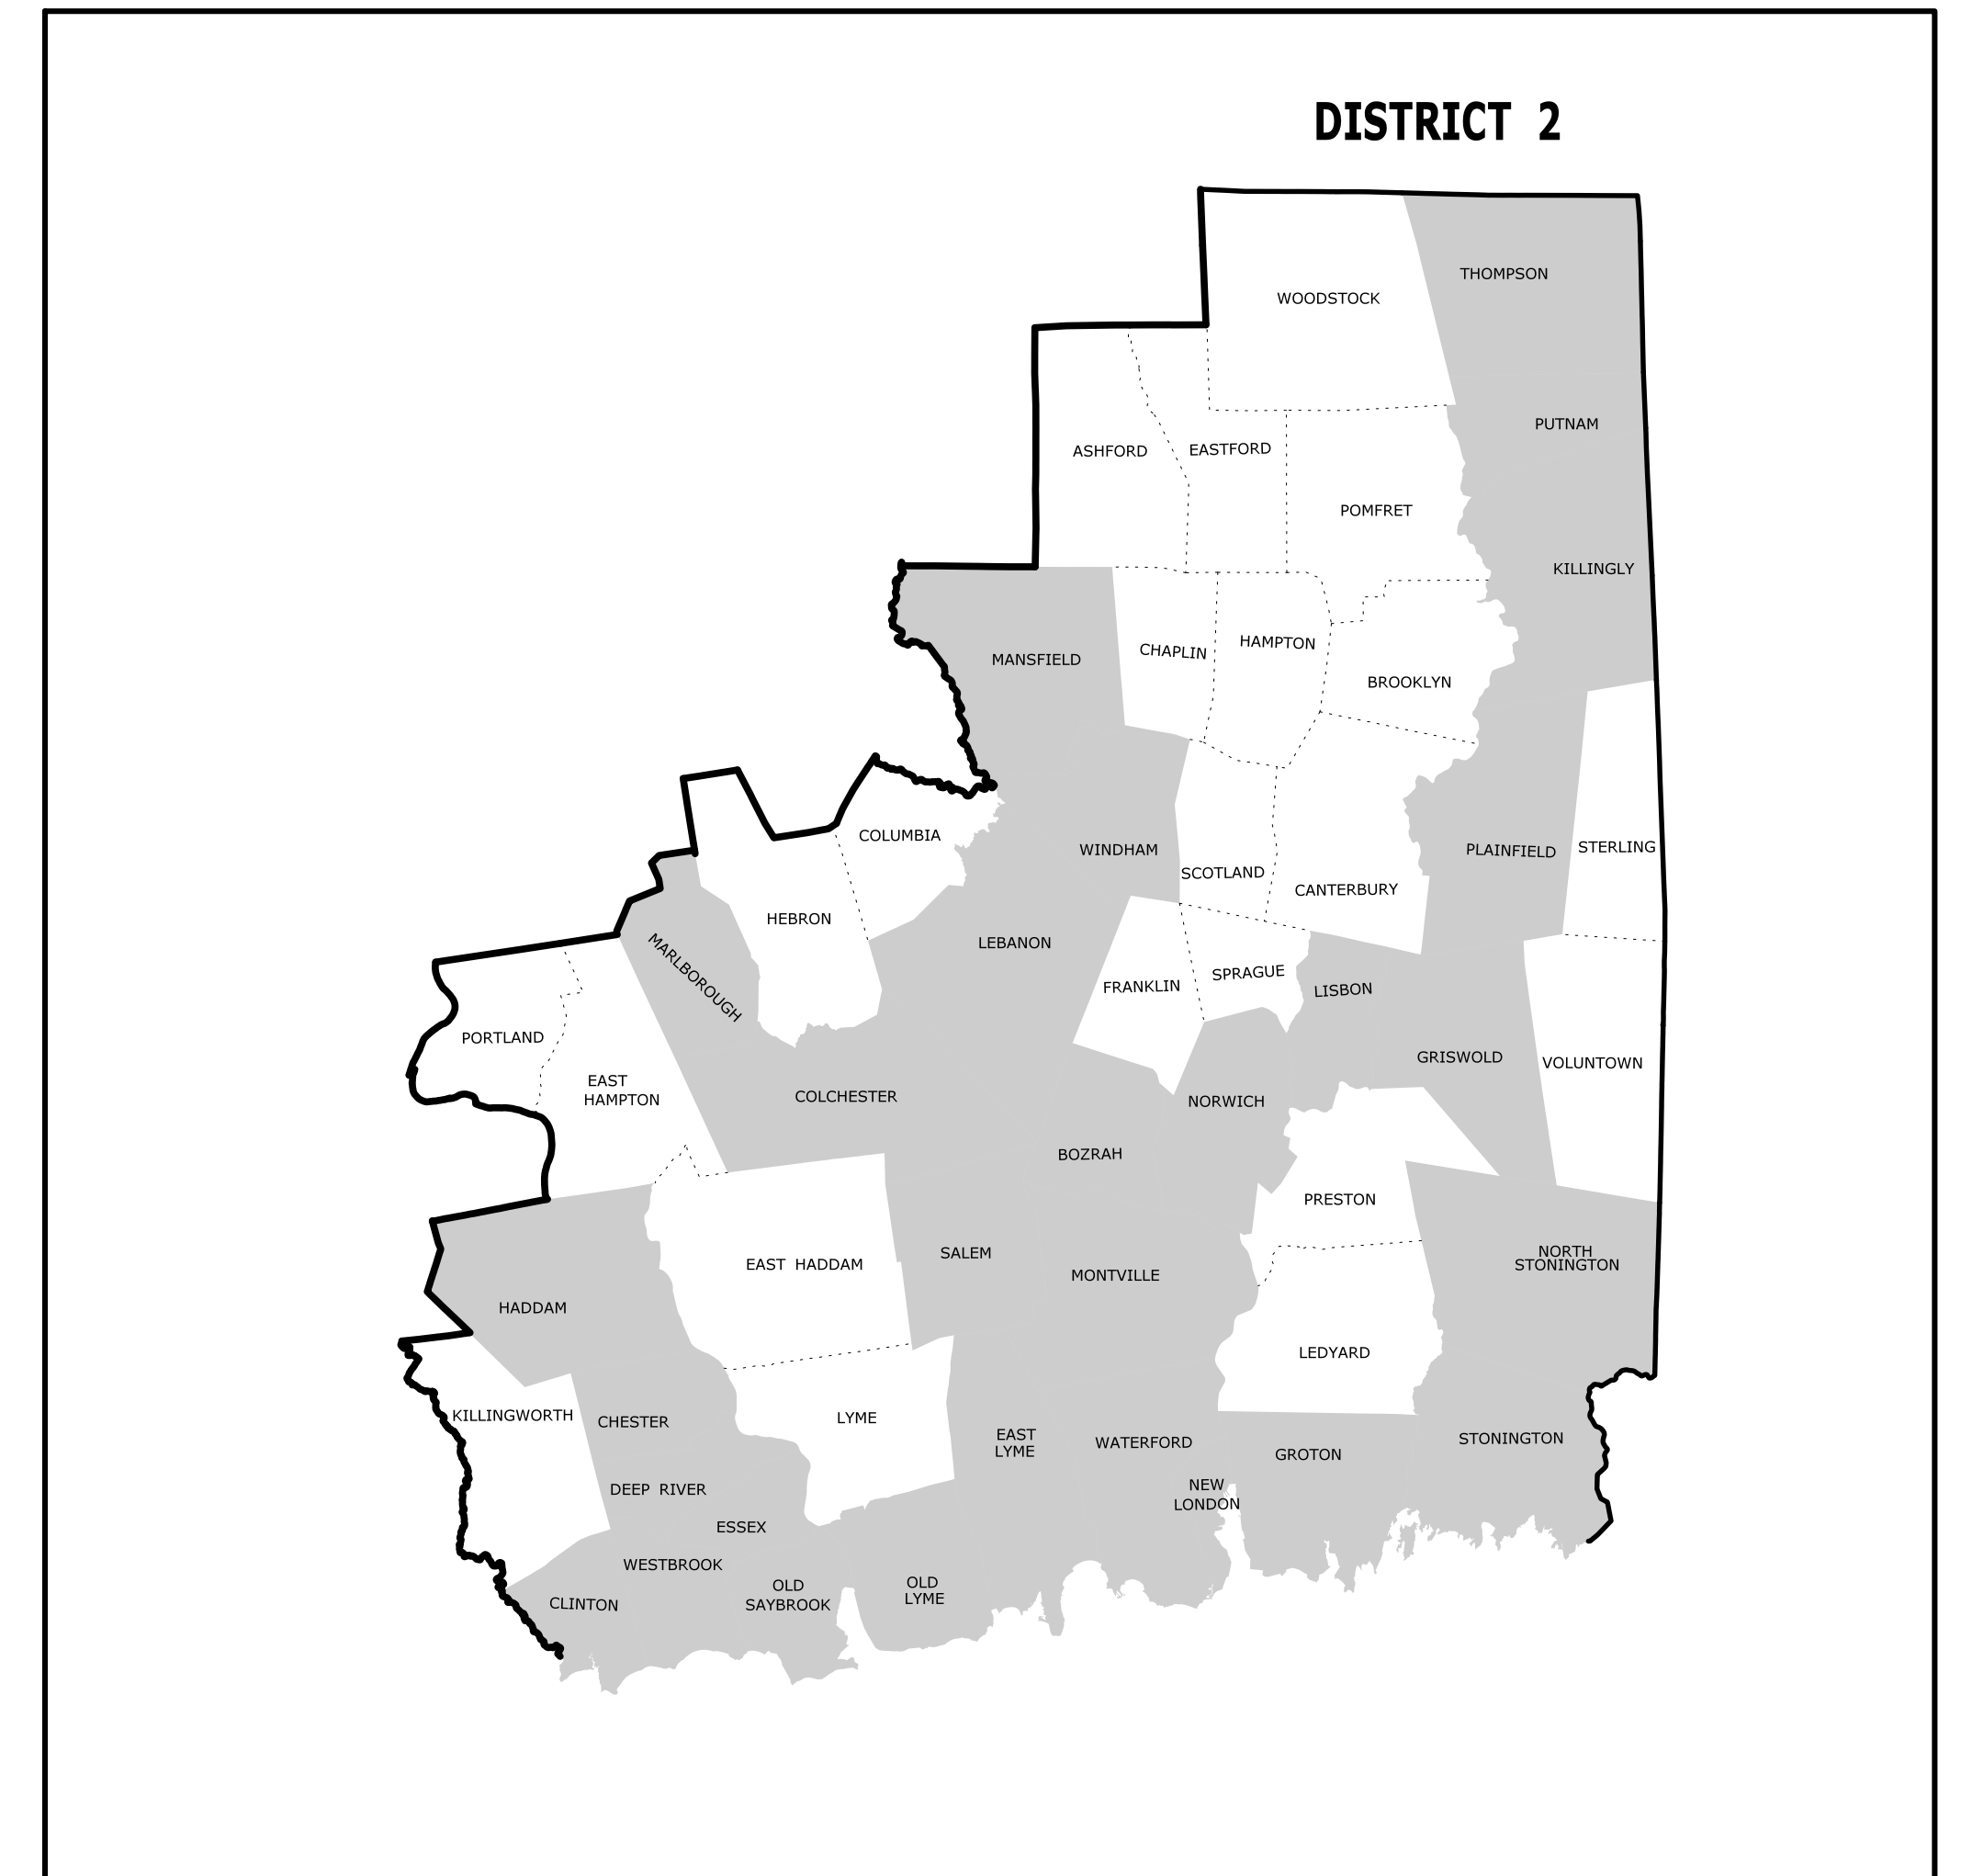 DISTRICT 2
THOMPSON
WOODSTOCK
PUTNAM
ASHFORD
EASTFORD
POMFRET
KILLINGLY
MANSFIELD
CHAPLIN
HAMPTON
BROOKLYN
COLUMBIA
WINDHAM
PLAINFIELD
STERLING
SCOTLAND
CANTERBURY
HEBRON
MARLBOROUGH
LEBANON
FRANKLIN
SPRAGUE
LISBON
PORTLAND
GRISWOLD
VOLUNTOWN
EAST
HAMPTON
COLCHESTER
NORWICH
BOZRAH
PRESTON
EAST HADDAM
SALEM
MONTVILLE
NORTH
STONINGTON
HADDAM
LEDYARD
KILLINGWORTH
CHESTER
LYME
EAST
LYME
WATERFORD
GROTON
STONINGTON
DEEP RIVER
NEW
LONDON
ESSEX
WESTBROOK
CLINTON
OLD
SAYBROOK
OLD
LYME